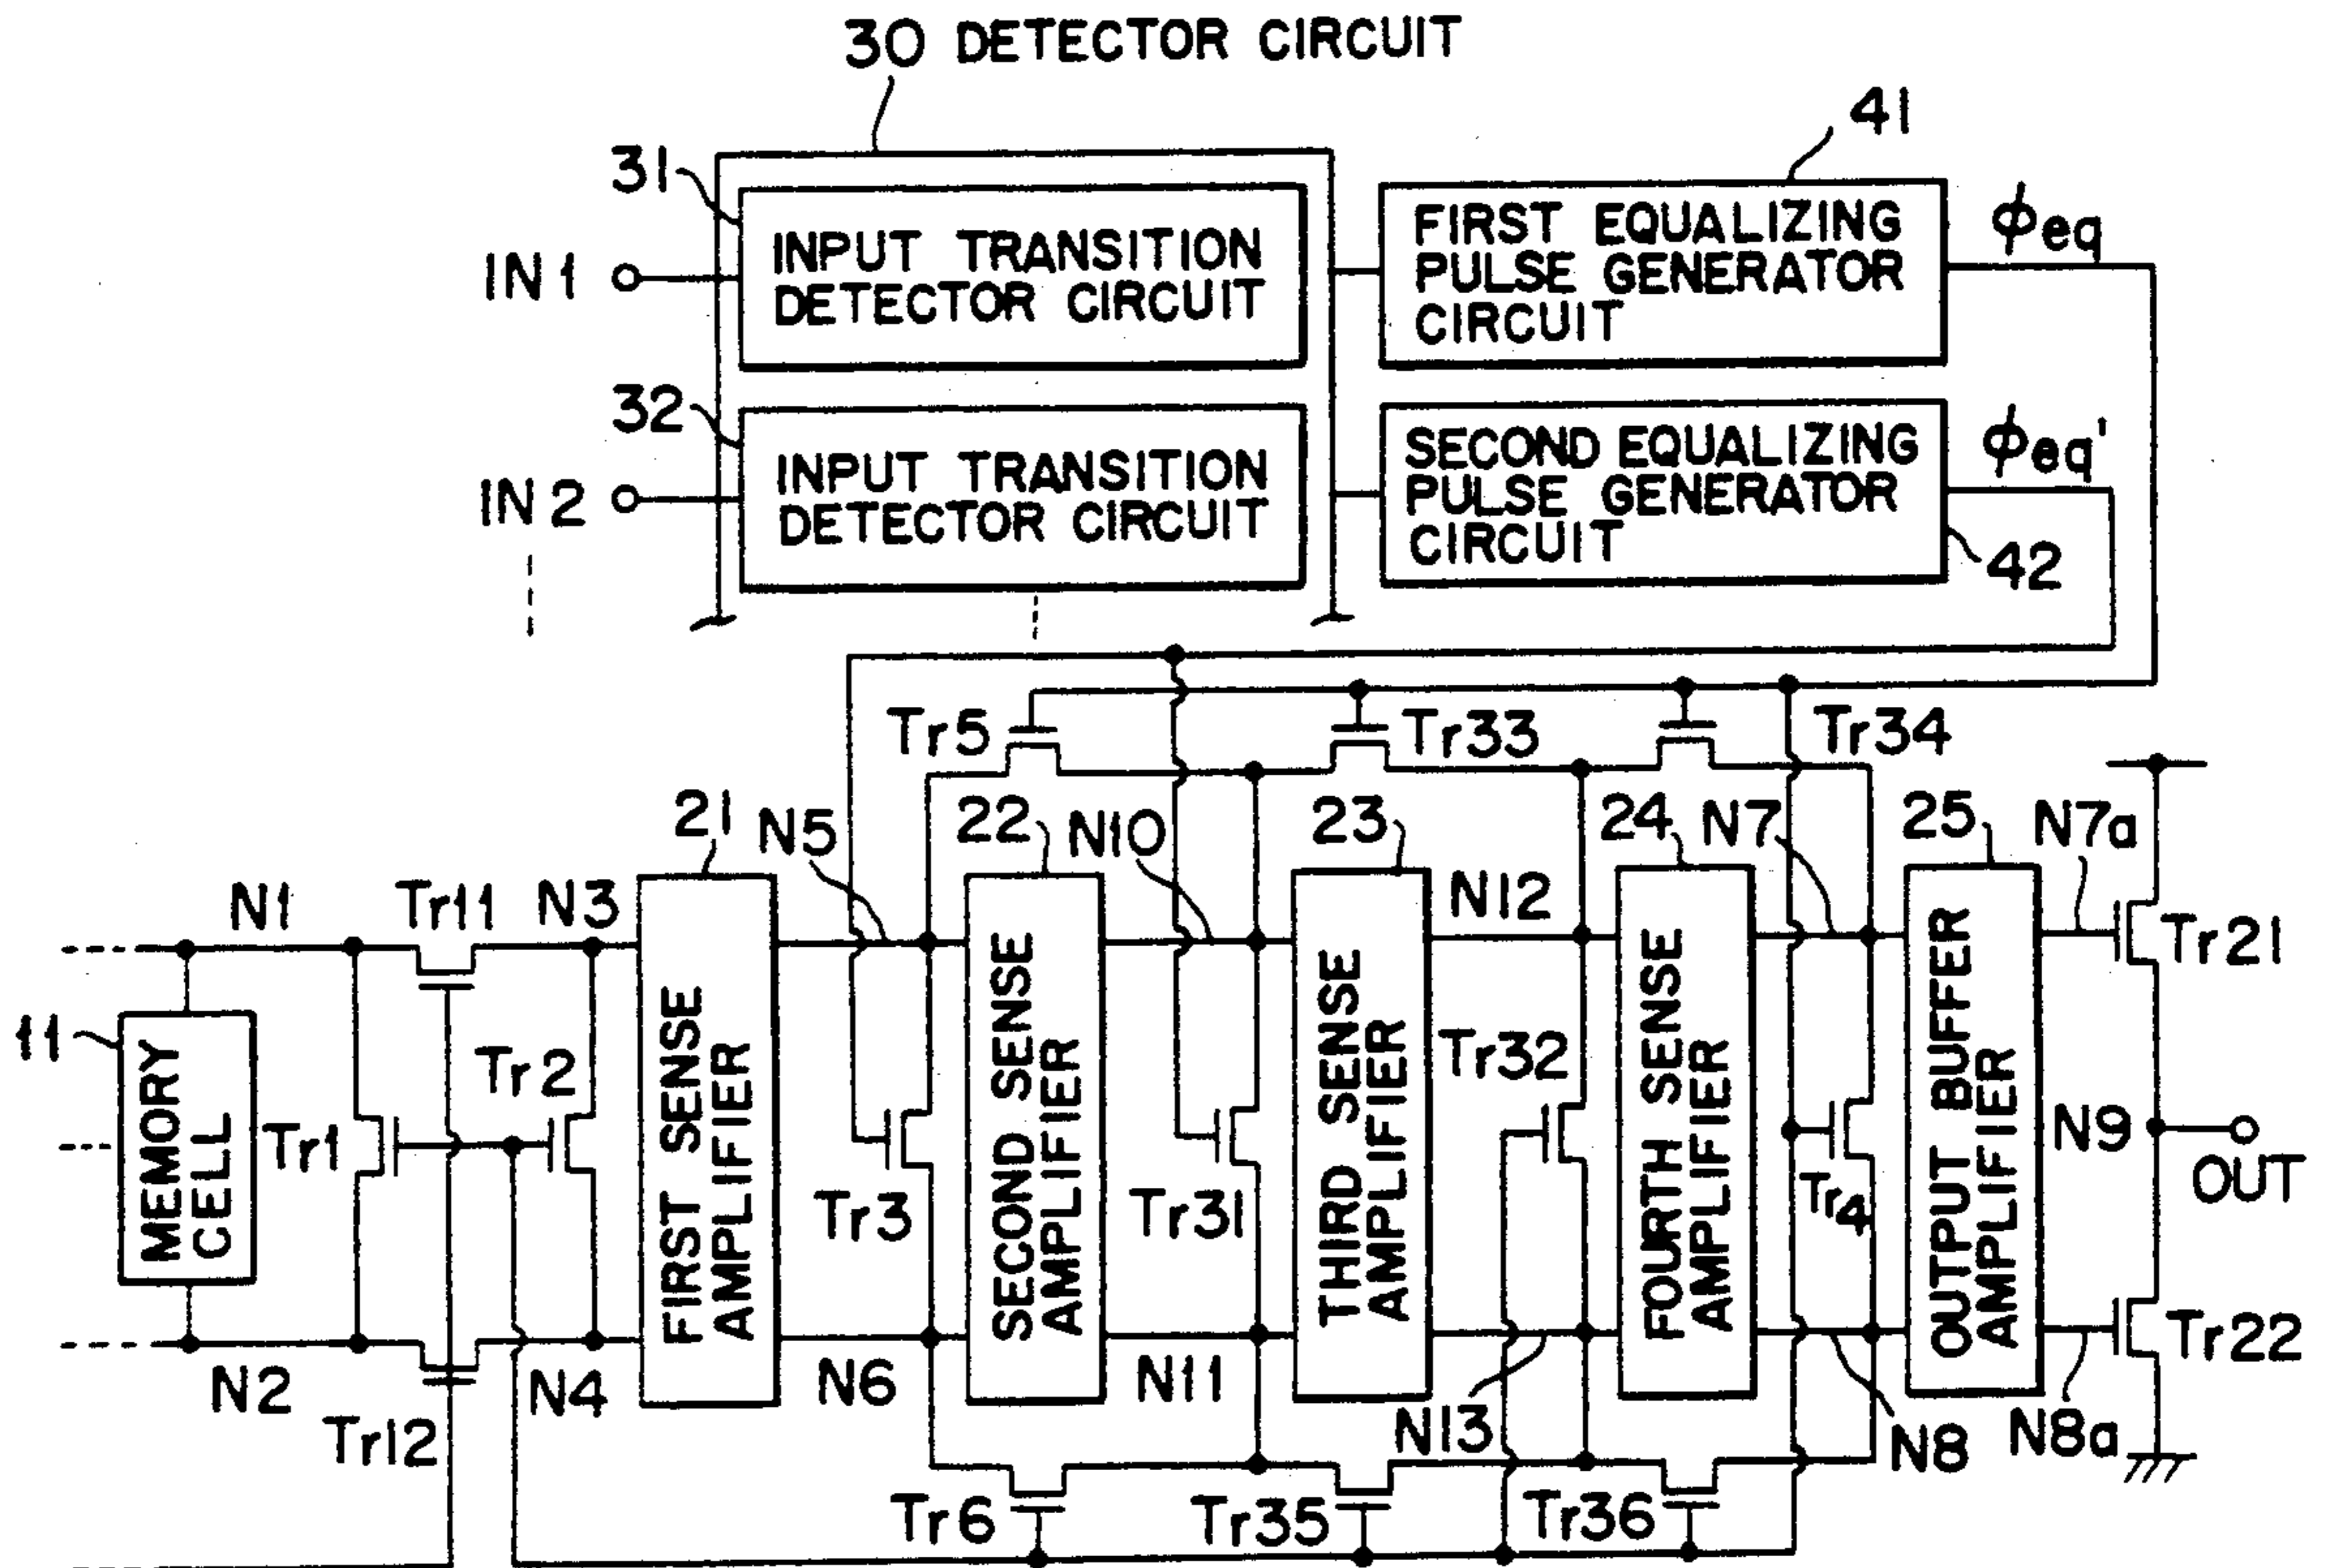 30 DETECTOR CIRCUIT
41
31
INPUT TRANSITION
DETECTOR CIRCUIT
FIRST EQUALIZING
PULSE GENERATOR
CIRCUIT
ϕeq
IN1
32
INPUT TRANSITION
DETECTOR CIRCUIT
SECOND EQUALIZING
PULSE GENERATOR
CIRCUIT
ϕeq'
IN2
42
Tr5
Tr33
Tr34
21
N5
22
N10
23
24
N7
25
N7a
N1
Tr11
N3
N12
Tr21
11
MEMORY
CELL
Tr1
Tr2
FIRST SENSE
AMPLIFIER
Tr3
SECOND SENSE
AMPLIFIER
Tr31
THIRD SENSE
AMPLIFIER
Tr32
FOURTH SENSE
AMPLIFIER
Tr4
OUTPUT BUFFER
AMPLIFIER
N9
OUT
Tr22
N2
Tr12
N4
N6
N11
N13
N8
N8a
Tr6
Tr35
Tr36